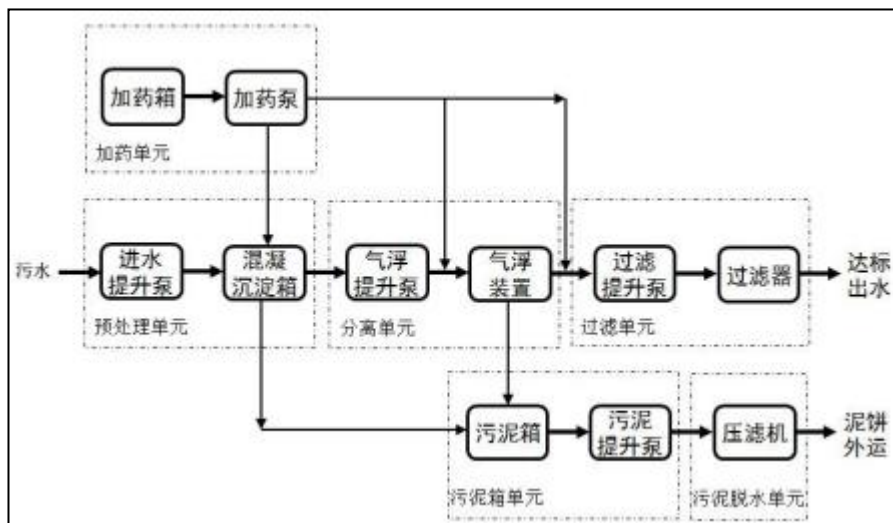 加药箱
加药泵
加药单元
污水
进水
提升泵
混凝
沉淀箱
气浮
提升泵
气浮
装置
过滤
提升泵
过滤器
达标
出水
预处理单元
分离单元
过滤单元
污泥箱
污泥
提升泵
压滤机
泥饼
外运
污泥箱单元
污泥脱水单元